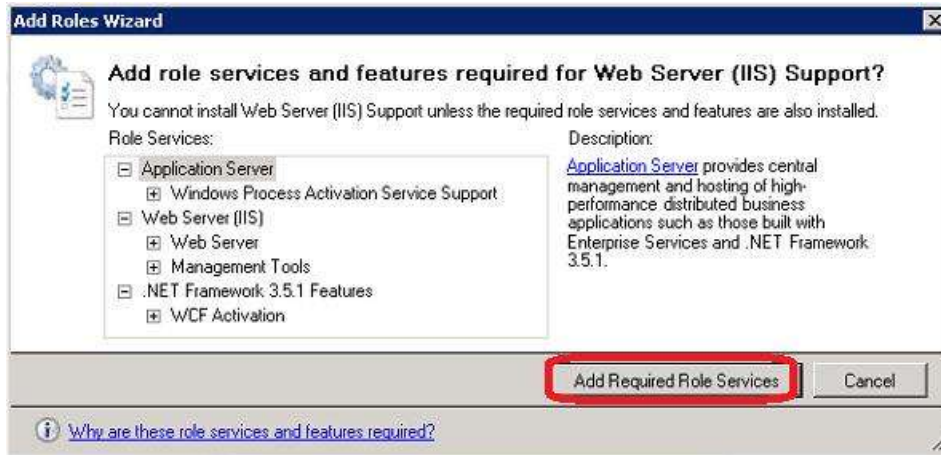 Add Roles Wizard
Add role services and features required for Web Server (IIS) Support?
You cannot install Web Server (IIS) Support unless the required role services and features are also installed.
Role Services:
Application Server
Windows Process Activation Service Support
Web Server (IIS)
Web Server
Management Tools
.NET Framework 3.5.1 Features
WCF Activation
Description:
Application Server provides central
management and hosting of high-
performance distributed business
applications such as those built with
Enterprise Services and .NET Framework
3.5.1.
Add Required Role Services
Cancel
Why are these role services and features required?